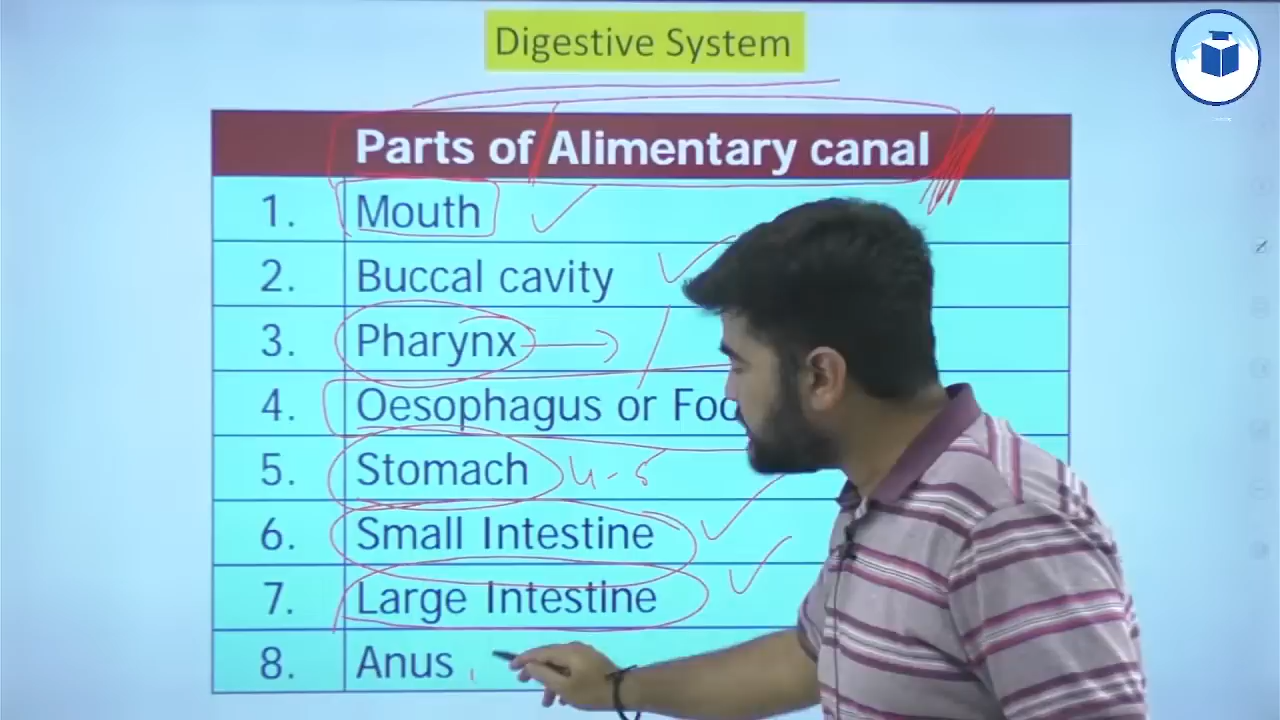 Digestive System
Parts of Alimentary canal
1. Mouth
2. Buccal cavity
3. Pharynx
4. Oesophagus or
5. Stomach 4-5
6. Small Intestine
7. Large Intestine
8. Anus